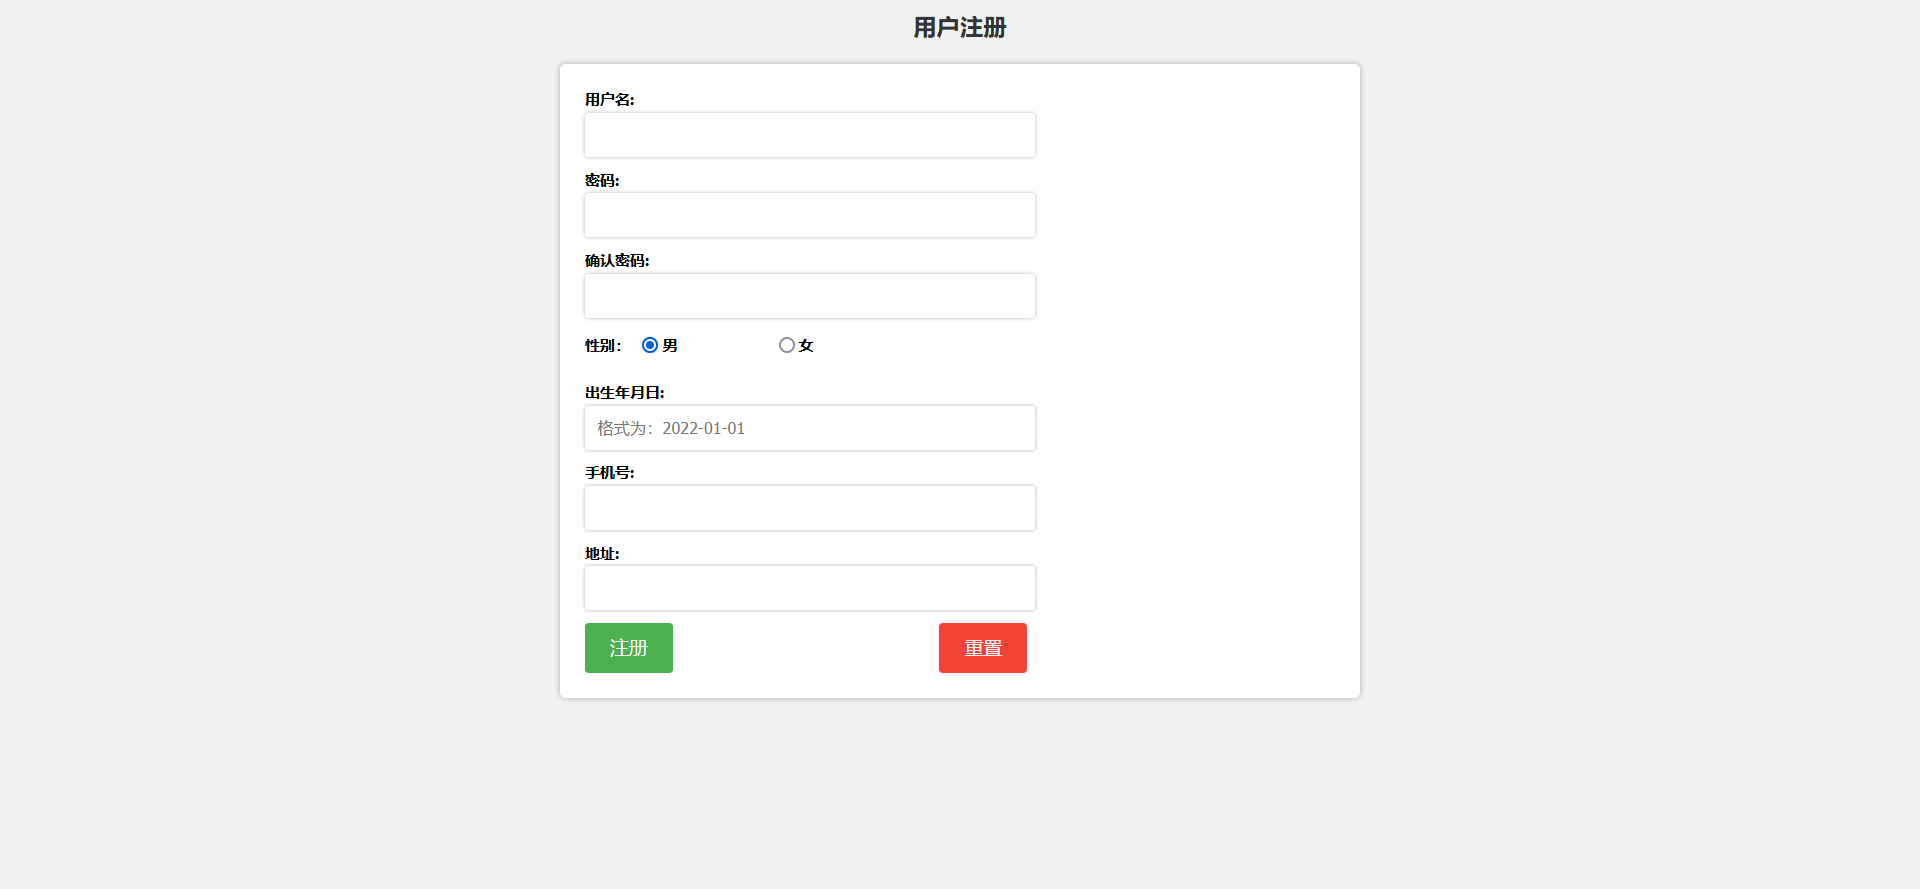 用户注册
用户名:
密码:
确认密码:
性别： 男 女
出生年月日:
格式为：2022-01-01
手机号:
地址:
注册 重置